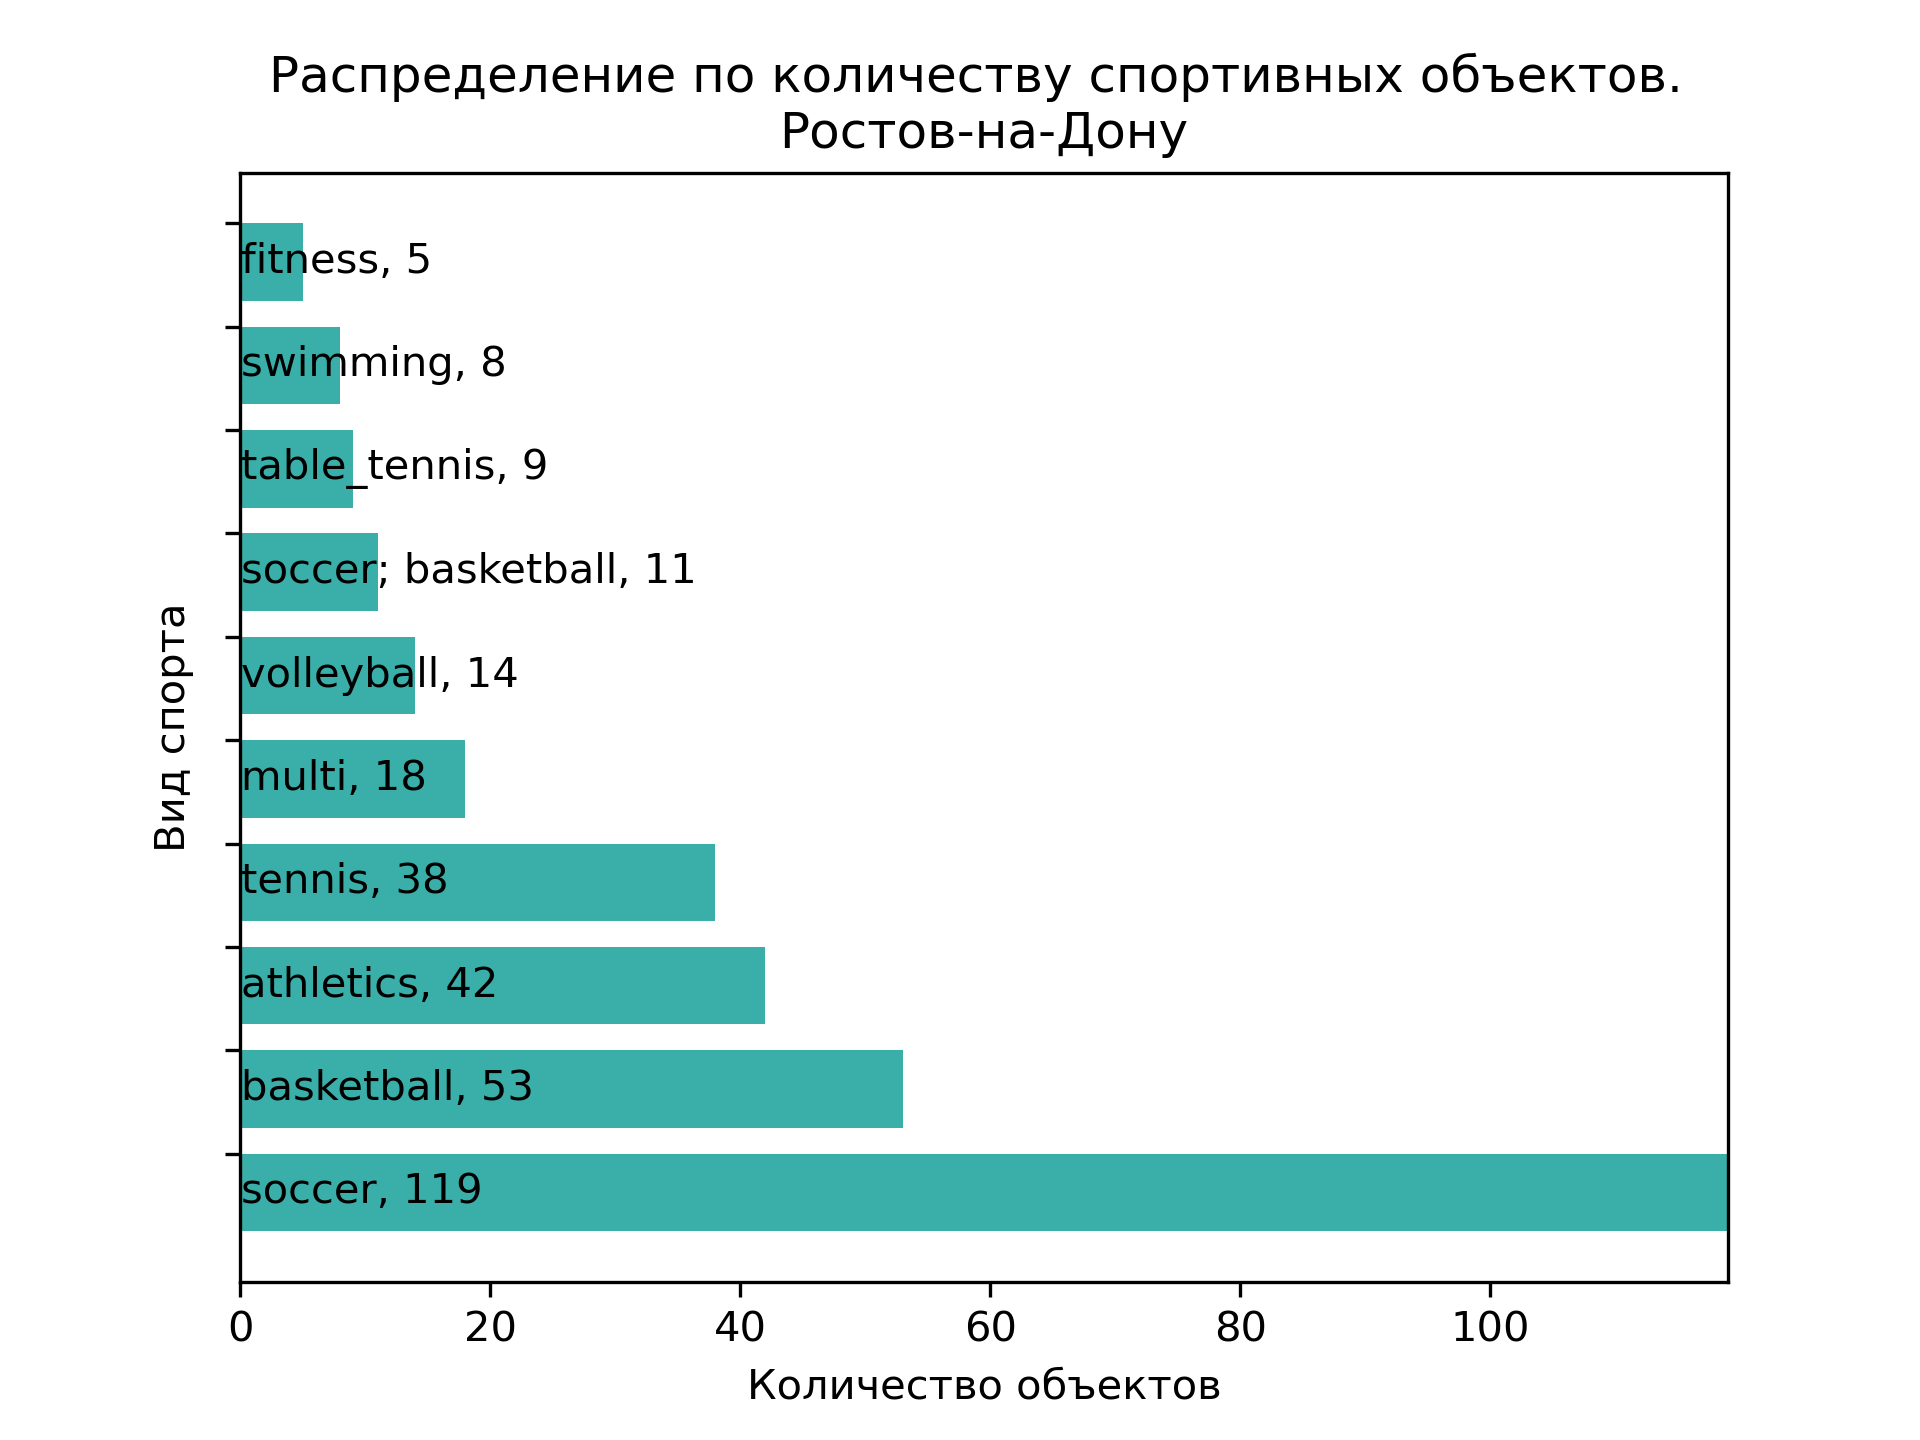 Распределение по количеству спортивных объектов.
Ростов-на-Дону
fitness, 5
swimming, 8
table_tennis, 9
soccer; basketball, 11
volleyball, 14
multi, 18
tennis, 38
athletics, 42
basketball, 53
soccer, 119
Вид спорта
0 20 40 60 80 100
Количество объектов